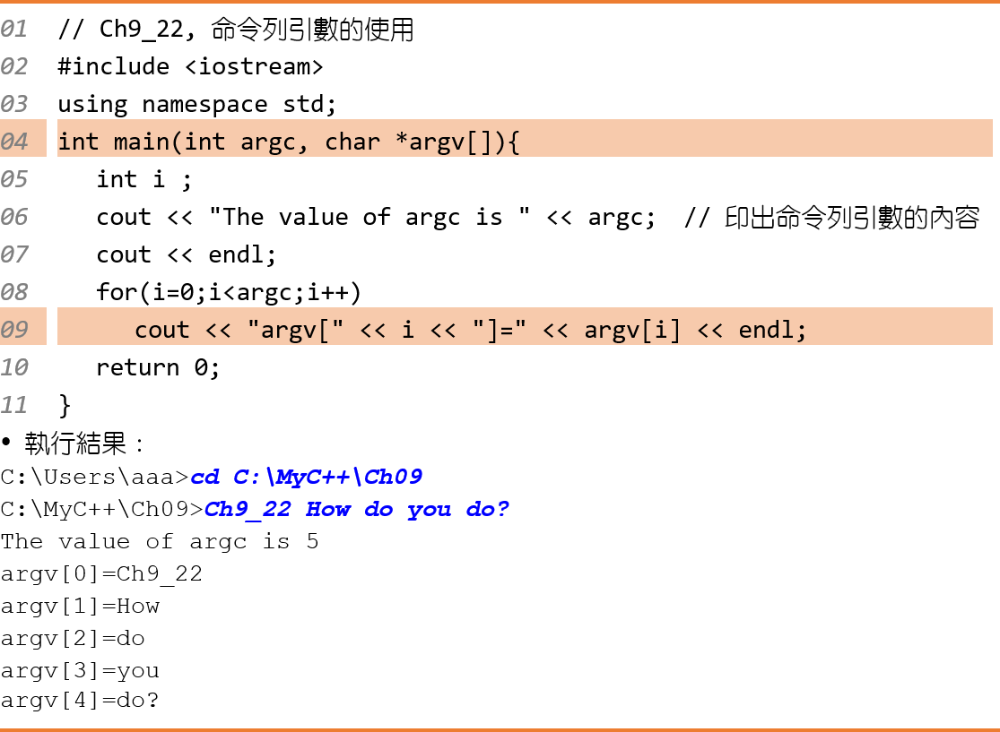 01 // Ch9_22, 命令列引數的使用
02 #include <iostream>
03 using namespace std;
04 int main(int argc, char *argv[]){
05 int i ;
06 cout << "The value of argc is " << argc; // 印出命令列引數的內容
07 cout << endl;
08 for(i=0;i<argc;i++)
09 cout << "argv[" << i << "]=" << argv[i] << endl;
10 return 0;
11 }
• 執行結果：
C:\Users\aaa>cd C:\MyC++\Ch09
C:\MyC++\Ch09>Ch9_22 How do you do?
The value of argc is 5
argv[0]=Ch9_22
argv[1]=How
argv[2]=do
argv[3]=you
argv[4]=do?